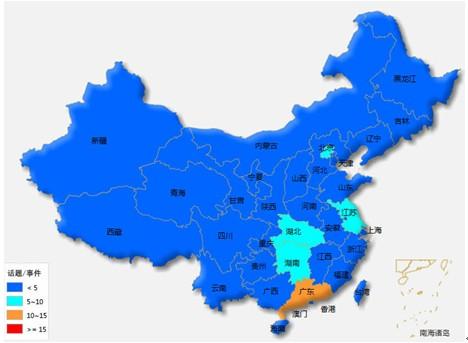 黑龙江
吉林
辽宁
新疆
内蒙古
北京
天津
河北
山西
宁夏
山东
青海
甘肃
陕西
河南
江苏
西藏
四川
湖北
安徽
上海
重庆
浙江
湖南
江西
贵州
福建
云南
广西
广东
台湾
香港
澳门
海南
话题/事件
< 5
5~10
10~15
>= 15
南海诸岛